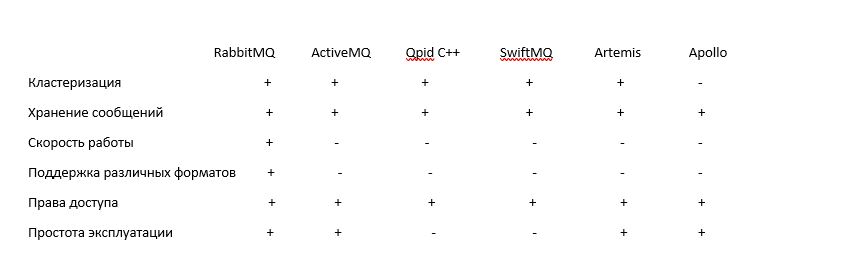 RabbitMQ ActiveMQ Qpid C++ SwiftMQ Artemis Apollo
Кластеризация + + + + + -
Хранение сообщений + + + + + +
Скорость работы + - - - - -
Поддержка различных форматов + - - - - -
Права доступа + + + + + +
Простота эксплуатации + + - - + +